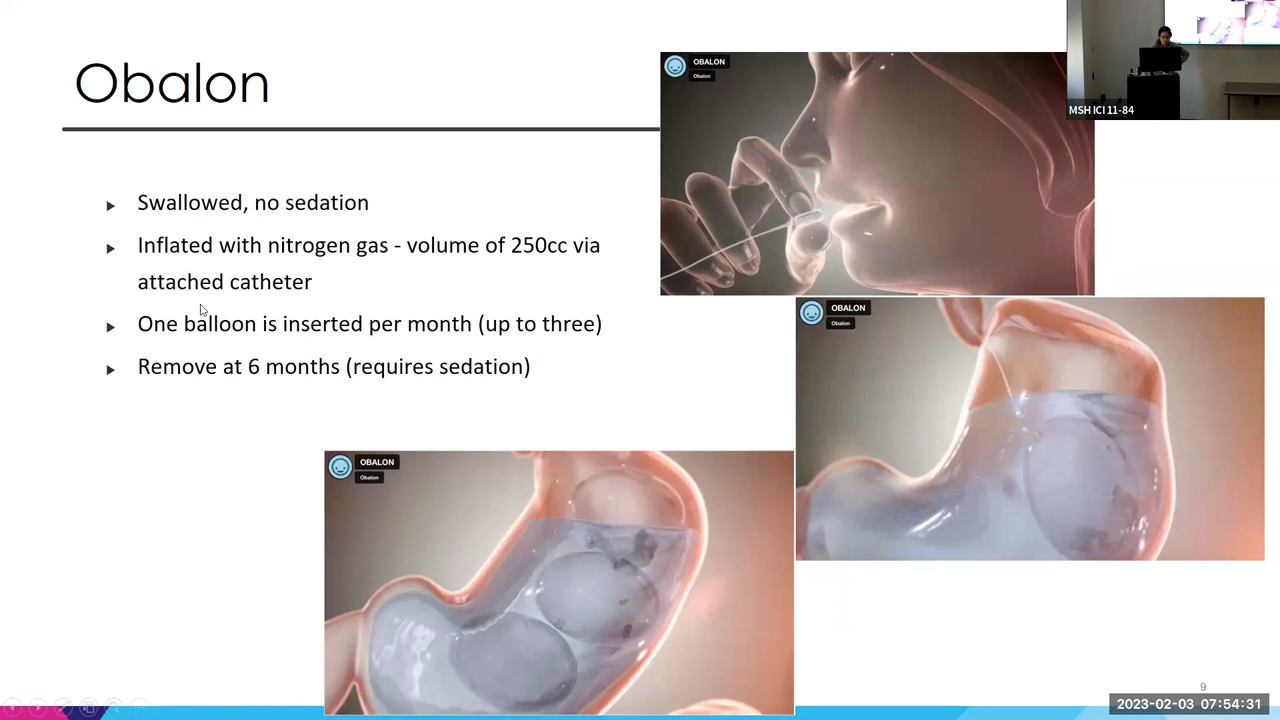 Obalon
Swallowed, no sedation
Inflated with nitrogen gas - volume of 250cc via
attached catheter
One balloon is inserted per month (up to three)
Remove at 6 months (requires sedation)
OBALON
Obalon
MSH ICI 11-84
OBALON
Obalon
OBALON
Obalon
9
2023-02-03 07:54:31